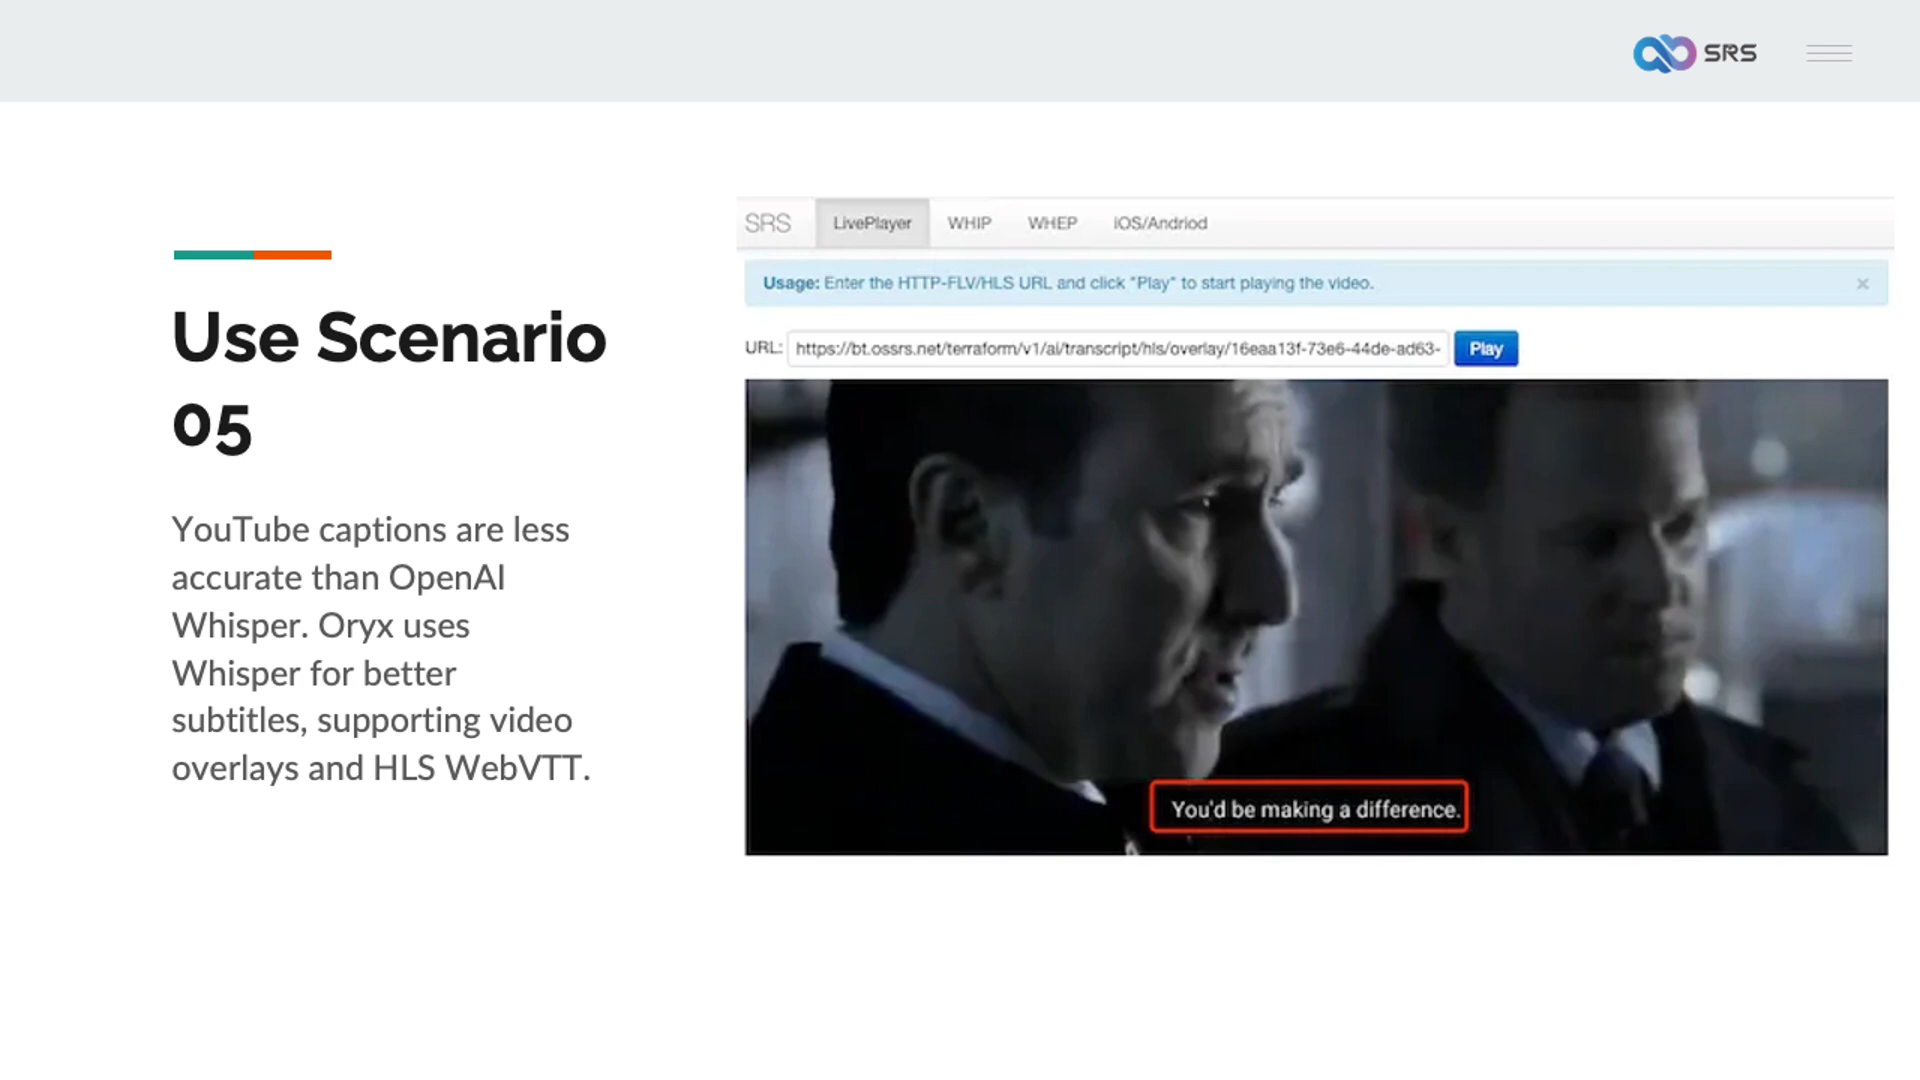 SRS
Use Scenario
05
YouTube captions are less
accurate than OpenAI
Whisper. Oryx uses
Whisper for better
subtitles, supporting video
overlays and HLS WebVTT.
SRS LivePlayer WHIP WHEP iOS/Andriod
Usage: Enter the HTTP-FLV/HLS URL and click "Play" to start playing the video. ×
URL: https://bt.ossrs.net/terraform/v1/ai/transcript/hls/overlay/16eaa13f-73e6-44de-ad63- Play
You'd be making a difference.